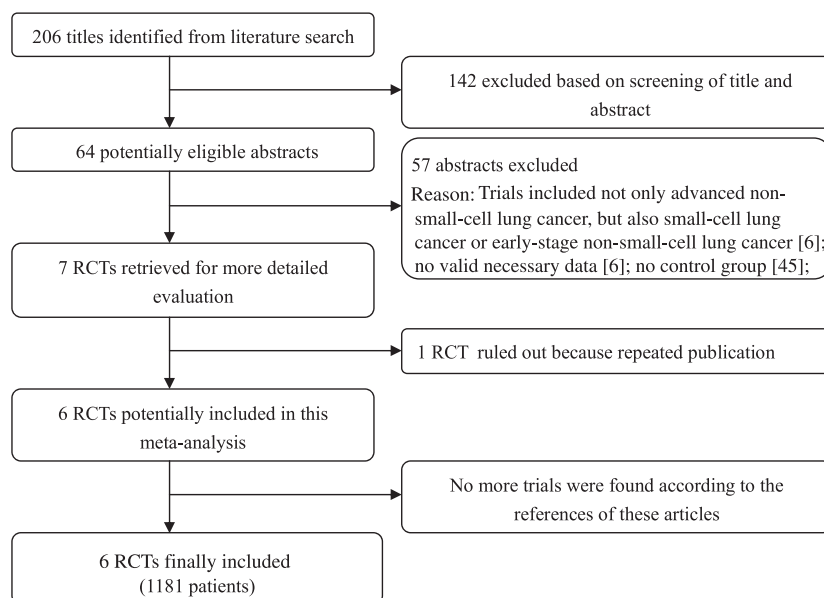 206 titles identified from literature search
142 excluded based on screening of title and
abstract
64 potentially eligible abstracts
57 abstracts excluded
Reason: Trials included not only advanced non-
small-cell lung cancer, but also small-cell lung
cancer or early-stage non-small-cell lung cancer [6];
no valid necessary data [6]; no control group [45];
7 RCTs retrieved for more detailed
evaluation
1 RCT ruled out because repeated publication
6 RCTs potentially included in this
meta-analysis
No more trials were found according to the
references of these articles
6 RCTs finally included
(1181 patients)